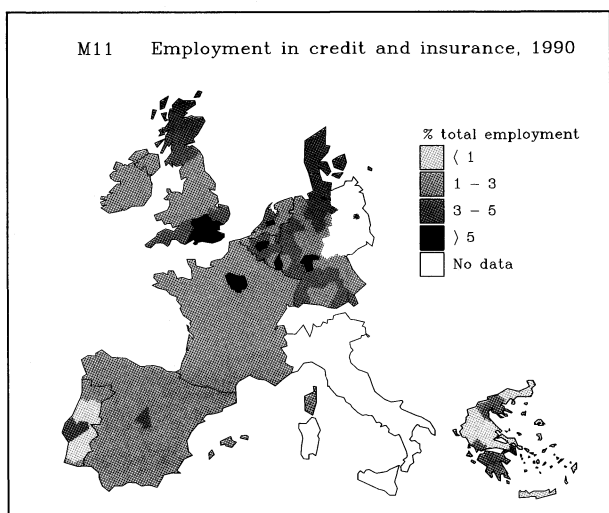 M11 Employment in credit and insurance, 1990
% total employment
< 1
1 - 3
3 - 5
> 5
No data